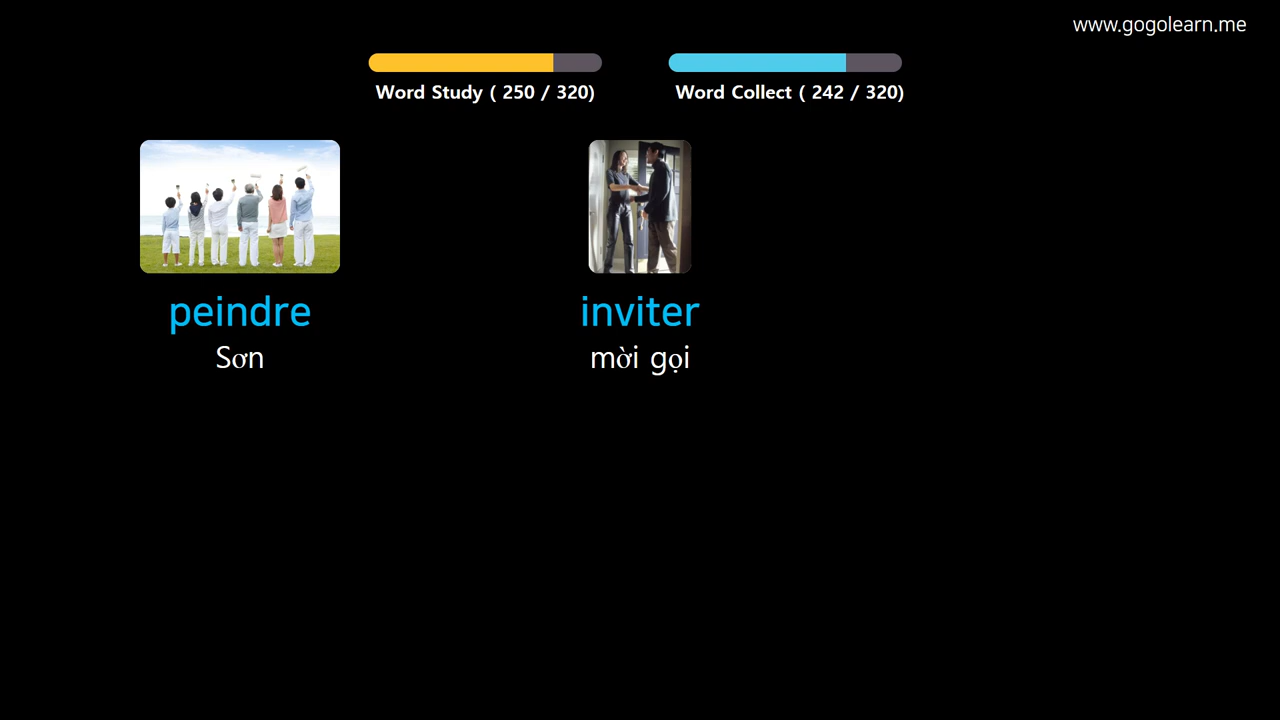 www.gogolearn.me
Word Study ( 250 / 320)
Word Collect ( 242 / 320)
peindre
Sơn
inviter
mời gọi